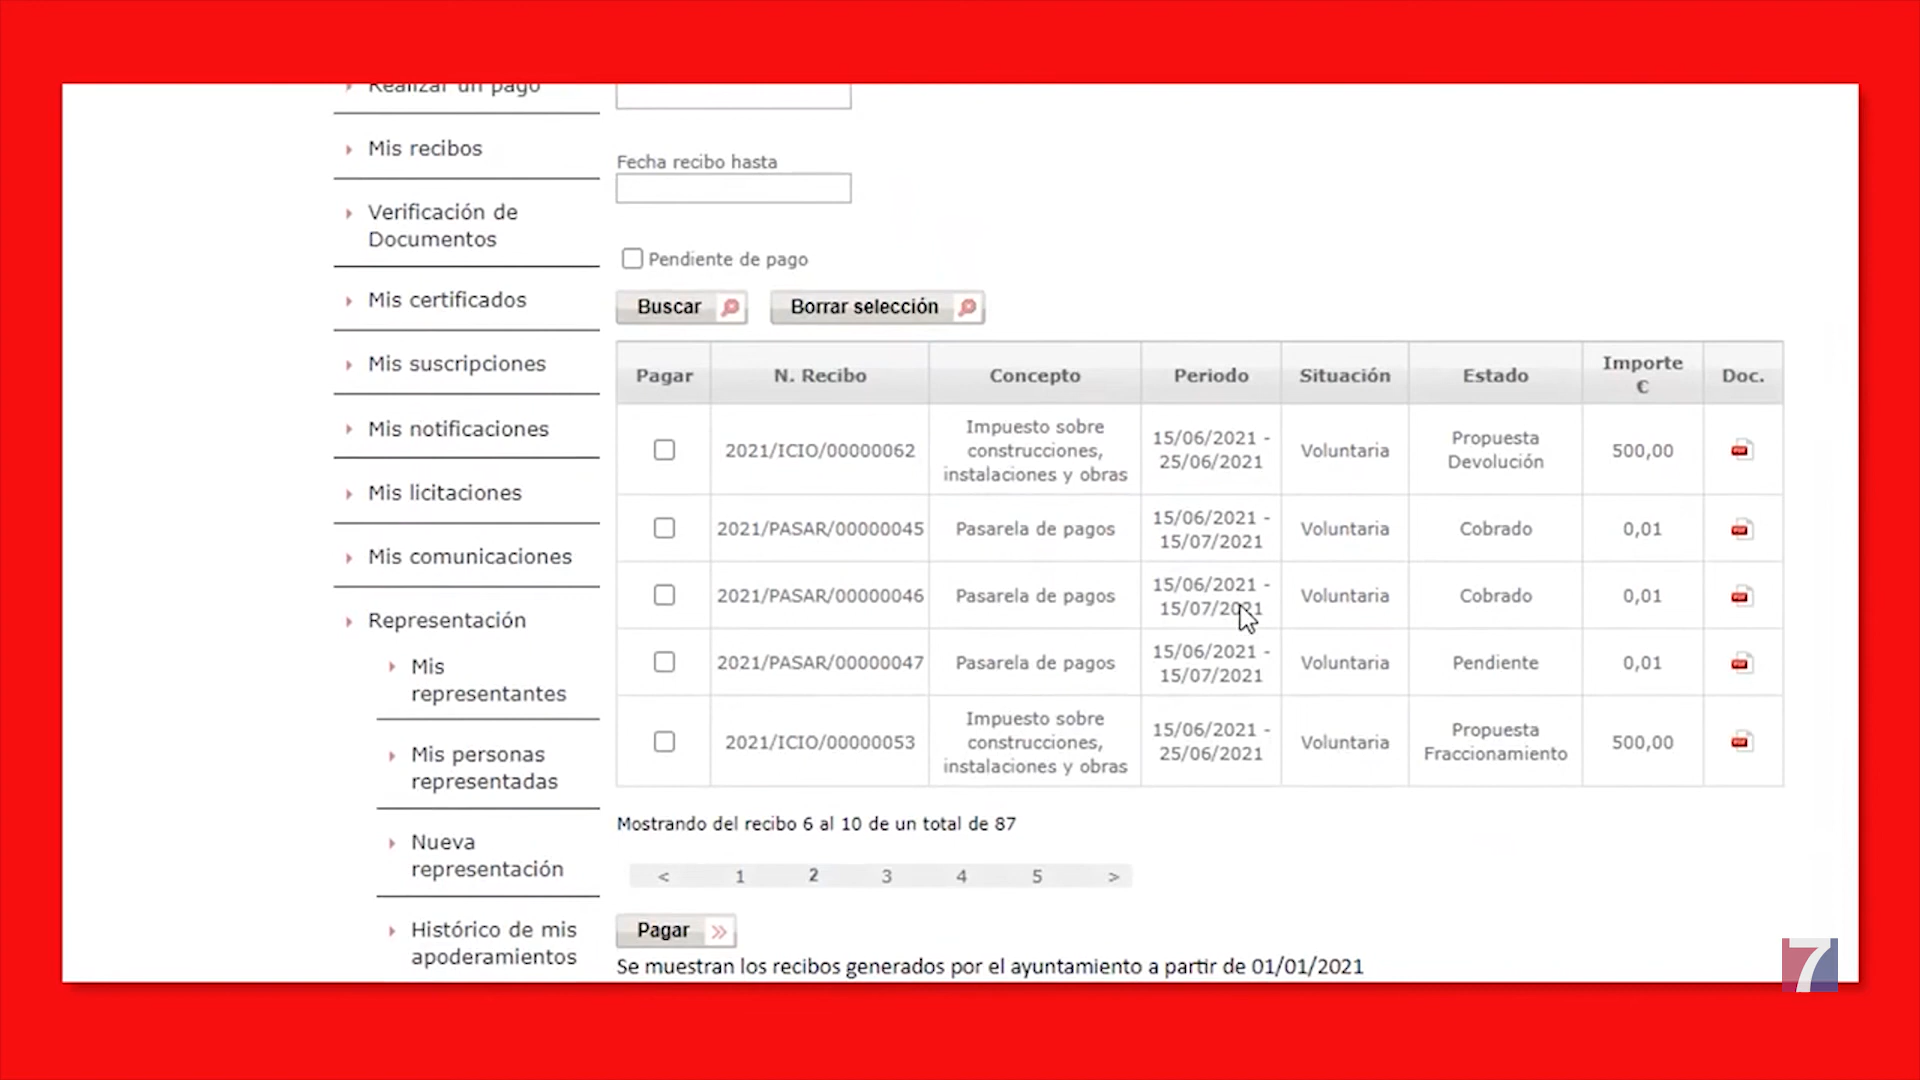 Realizar un pago
Mis recibos
Verificación de
Documentos
Mis certificados
Mis suscripciones
Mis notificaciones
Mis licitaciones
Mis comunicaciones
Representación
Mis
representantes
Mis personas
representadas
Nueva
representación
Histórico de mis
apoderamientos
Fecha recibo hasta
Pendiente de pago
Buscar Borrar selección
Pagar N. Recibo Concepto Periodo Situación Estado Importe € Doc.
2021/ICIO/00000062 Impuesto sobre construcciones, instalaciones y obras 15/06/2021 - 25/06/2021 Voluntaria Propuesta Devolución 500,00
2021/PASAR/00000045 Pasarela de pagos 15/06/2021 - 15/07/2021 Voluntaria Cobrado 0,01
2021/PASAR/00000046 Pasarela de pagos 15/06/2021 - 15/07/2021 Voluntaria Cobrado 0,01
2021/PASAR/00000047 Pasarela de pagos 15/06/2021 - 15/07/2021 Voluntaria Pendiente 0,01
2021/ICIO/00000053 Impuesto sobre construcciones, instalaciones y obras 15/06/2021 - 25/06/2021 Voluntaria Propuesta Fraccionamiento 500,00
Mostrando del recibo 6 al 10 de un total de 87
< 1 2 3 4 5 >
Pagar
Se muestran los recibos generados por el ayuntamiento a partir de 01/01/2021
7